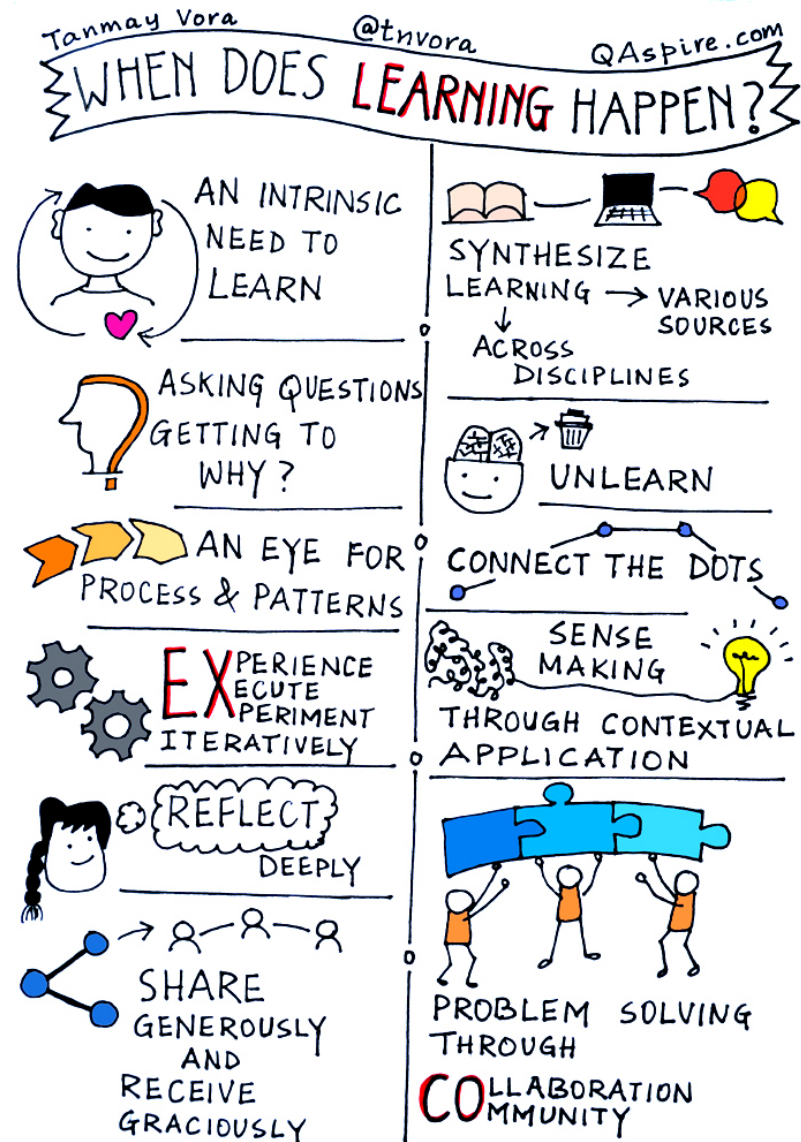 Tanmay Vora @tnvora QAspire.com
WHEN DOES LEARNING HAPPEN?
AN INTRINSIC
NEED TO
LEARN
ASKING QUESTIONS
GETTING TO
WHY?
AN EYE FOR
PROCESS & PATTERNS
EXPERIENCE
EXECUTE
EXPERIMENT
ITERATIVELY
REFLECT
DEEPLY
SHARE
GENEROUSLY
AND
RECEIVE
GRACIOUSLY
SYNTHESIZE
LEARNING → VARIOUS
SOURCES
↓
ACROSS
DISCIPLINES
UNLEARN
CONNECT THE DOTS
SENSE
MAKING
THROUGH CONTEXTUAL
APPLICATION
PROBLEM SOLVING
THROUGH
COLLABORATION
COMMUNITY